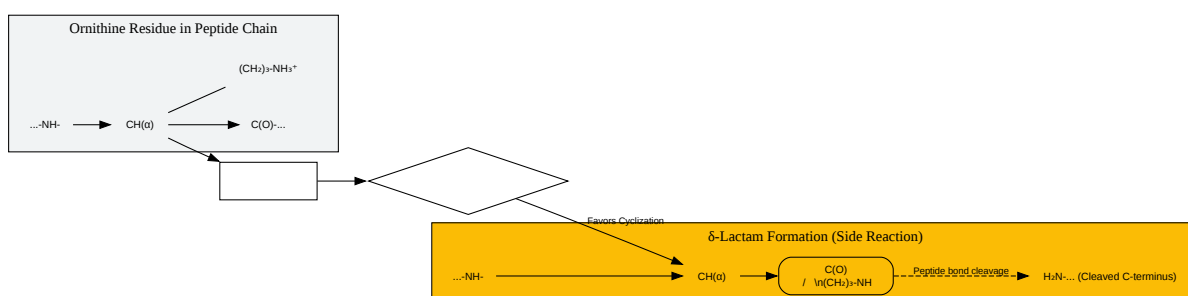 Ornithine Residue in Peptide Chain
(CH₂)₃-NH₃⁺
...-NH-
CH(α)
C(O)-...
Favors Cyclization
δ-Lactam Formation (Side Reaction)
...-NH-
CH(α)
C(O)
/ \n(CH₂)₃-NH
Peptide bond cleavage
H₂N-... (Cleaved C-terminus)